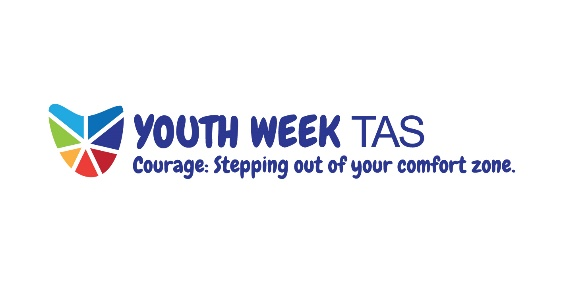 YOUTH WEEK TAS
Courage: Stepping out of your comfort zone.